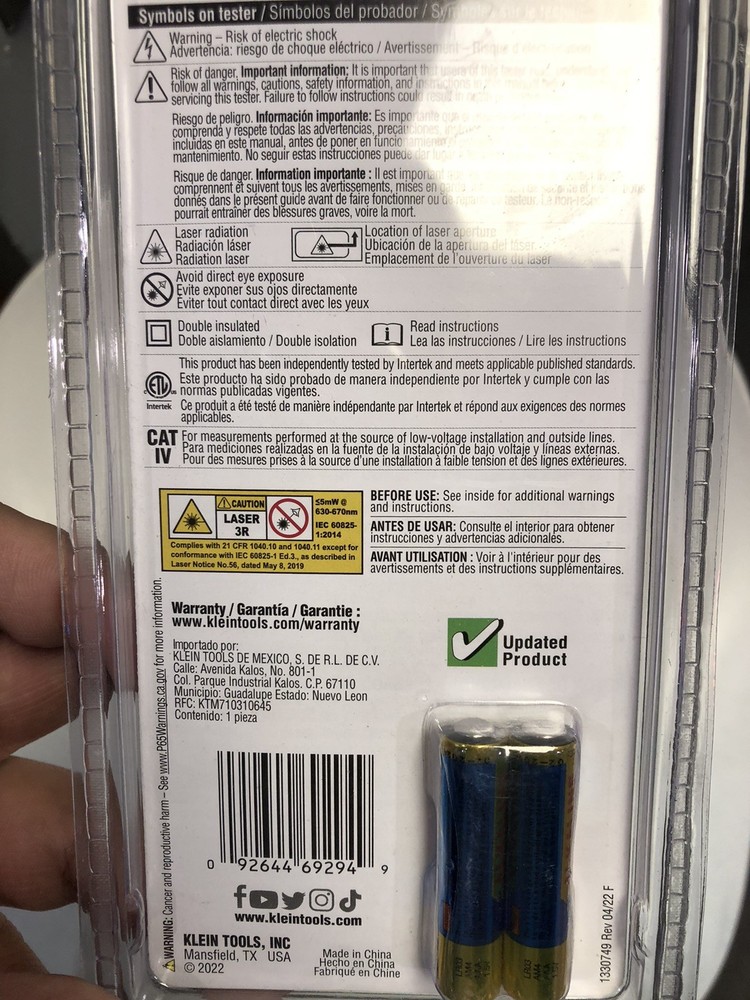 Symbols on tester / Símbolos del probador /
Warning – Risk of electric shock
Advertencia: riesgo de choque eléctrico / Avertissement
Risk of danger. Important information: It is important that users of this tester
follow all warnings, cautions, safety information, and instructions
servicing this tester. Failure to follow instructions could result in
Riesgo de peligro. Información importante: Es importante que
comprenda y respete todas las advertencias, precauciones,
incluidas en este manual, antes de poner en funcionamiento
mantenimiento. No seguir estas instrucciones puede dar lugar
Risque de danger. Information importante : Il est important
comprennent et suivent tous les avertissements, mises en garde
donnés dans le présent guide avant de faire fonctionner ou de
pourrait entraîner des blessures graves, voire la mort.
Laser radiation
Radiación láser
Radiation laser
Location of laser aperture
Ubicación de la apertura del láser
Emplacement de l'ouverture du laser
Avoid direct eye exposure
Evite exponer sus ojos directamente
Éviter tout contact direct avec les yeux
Double insulated
Doble aislamiento / Double isolation
Read instructions
Lea las instrucciones / Lire les instructions
This product has been independently tested by Intertek and meets applicable published standards.
Este producto ha sido probado de manera independiente por Intertek y cumple con las
normas publicadas vigentes.
Ce produit a été testé de manière indépendante par Intertek et répond aux exigences des normes
applicables.
ETL
Intertek
CAT
IV
For measurements performed at the source of low-voltage installation and outside lines.
Para mediciones realizadas en la fuente de la instalación de bajo voltaje y líneas externas.
Pour des mesures prises à la source d'une installation à faible tension et des lignes extérieures.
CAUTION
LASER
3R
≤5mW @
630-670nm
IEC 60825-
1:2014
Complies with 21 CFR 1040.10 and 1040.11 except for
conformance with IEC 60825-1 Ed.3., as described in
Laser Notice No.56, dated May 8, 2019
BEFORE USE: See inside for additional warnings
and instructions.
ANTES DE USAR: Consulte el interior para obtener
instrucciones y advertencias adicionales.
AVANT UTILISATION : Voir à l'intérieur pour des
avertissements et des instructions supplémentaires.
WARNING: Cancer and reproductive harm – See www.P65Warnings.ca.gov for more information.
Warranty / Garantía / Garantie :
www.kleintools.com/warranty
Importado por:
KLEIN TOOLS DE MEXICO, S. DE R.L. DE C.V.
Calle: Avenida Kalos, No. 801-1
Col. Parque Industrial Kalos. C.P. 67110
Municipio: Guadalupe Estado: Nuevo Leon
RFC: KTM710310645
Contenido: 1 pieza
Updated
Product
0 92644 69294 9
www.kleintools.com
KLEIN TOOLS, INC
Mansfield, TX USA
© 2022
Made in China
Hecho en China
Fabriqué en Chine
1330749 Rev 04/22 F